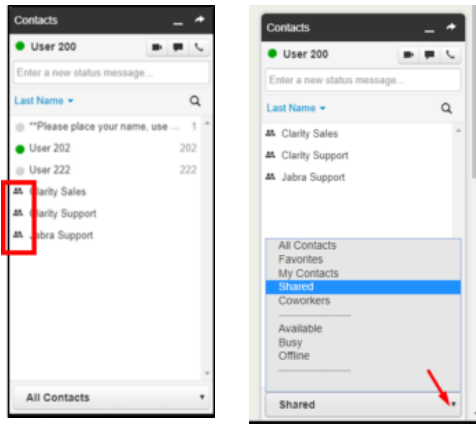 Contacts
User 200
Enter a new status message...
Last Name
**Please place your name, use ... 1
User 202 202
User 222 222
Clarity Sales
Clarity Support
Jabra Support
All Contacts
Contacts
User 200
Enter a new status message...
Last Name
Clarity Sales
Clarity Support
Jabra Support
All Contacts
Favorites
My Contacts
Shared
Coworkers
--------------------
Available
Busy
Offline
--------------------
Shared